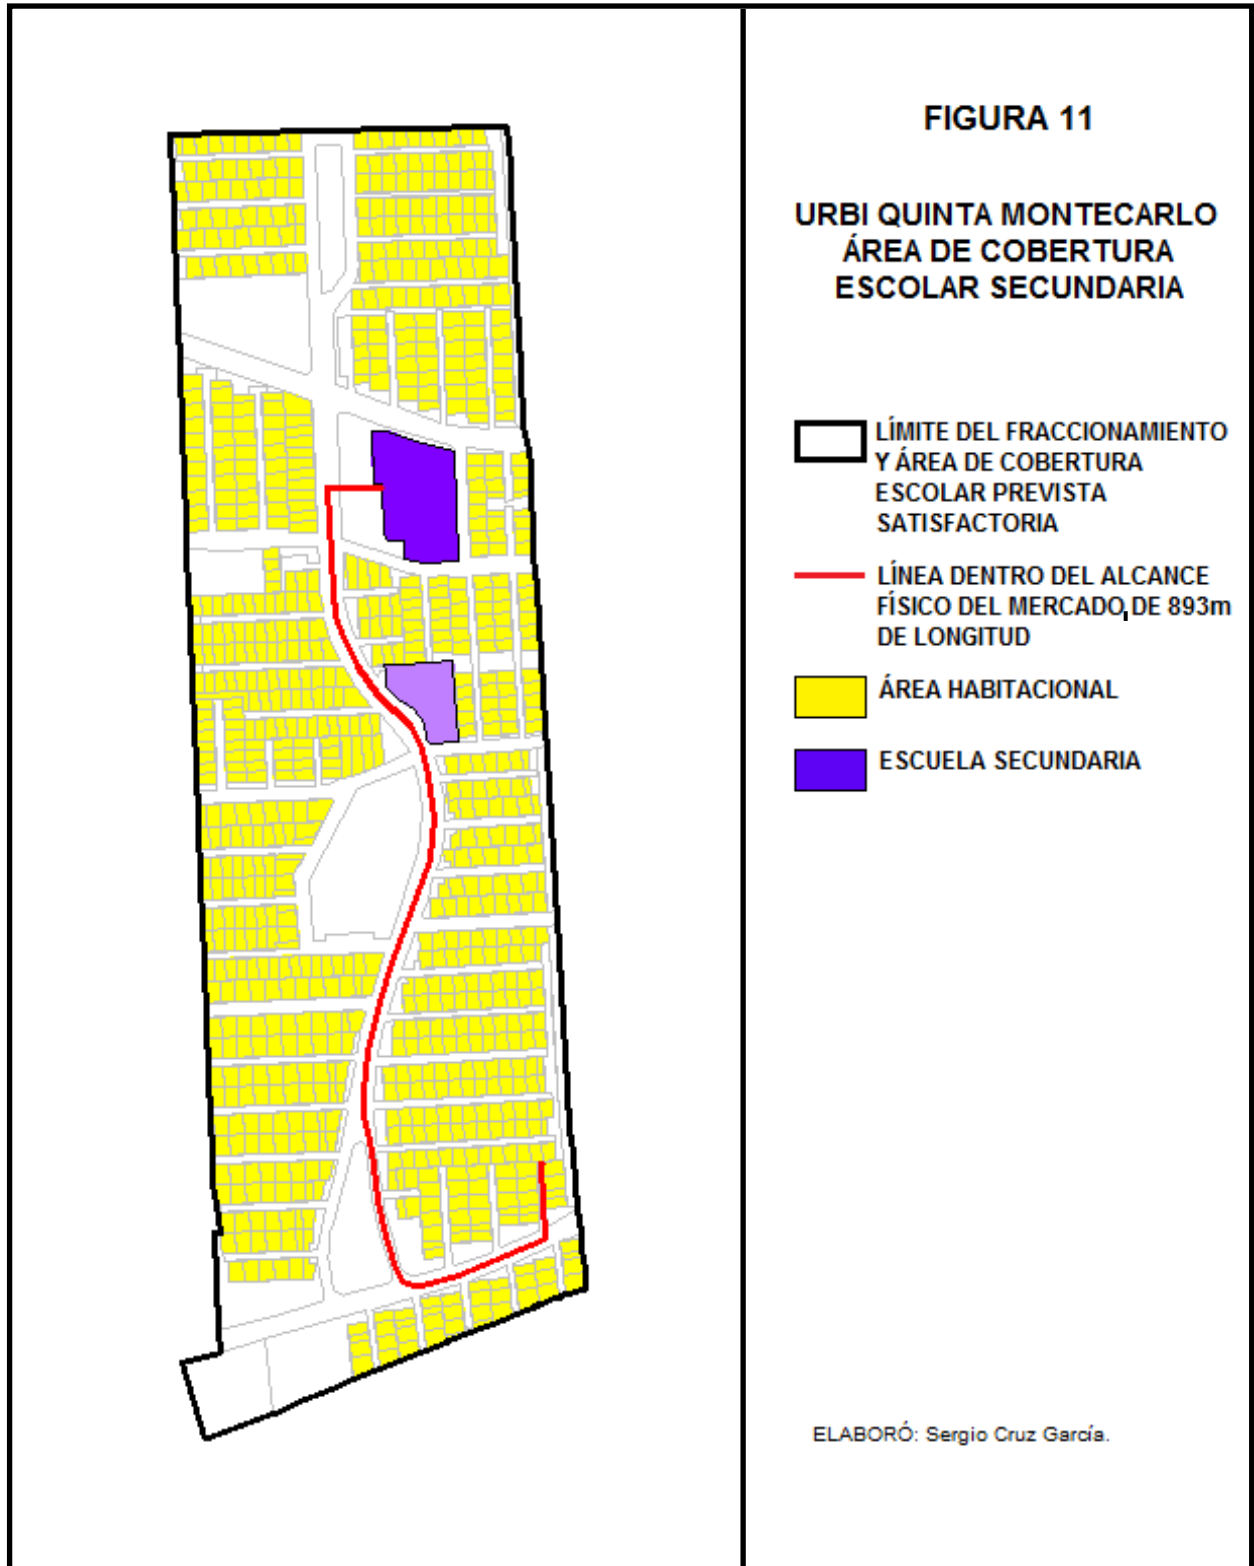 FIGURA 11
URBI QUINTA MONTECARLO
ÁREA DE COBERTURA
ESCOLAR SECUNDARIA
LÍMITE DEL FRACCIONAMIENTO
Y ÁREA DE COBERTURA
ESCOLAR PREVISTA
SATISFACTORIA
LÍNEA DENTRO DEL ALCANCE
FÍSICO DEL MERCADO, DE 893m
DE LONGITUD
ÁREA HABITACIONAL
ESCUELA SECUNDARIA
ELABORÓ: Sergio Cruz García.